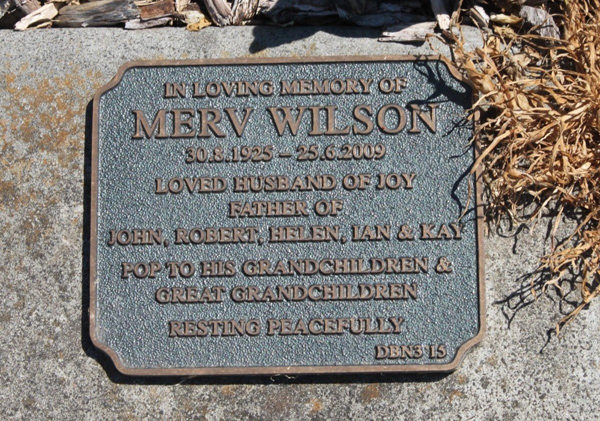 IN LOVING MEMORY OF
MERV WILSON
30.8.1925 – 25.6.2009
LOVED HUSBAND OF JOY
FATHER OF
JOHN, ROBERT, HELEN, IAN & KAY
POP TO HIS GRANDCHILDREN &
GREAT GRANDCHILDREN
RESTING PEACEFULLY
DBN3 15